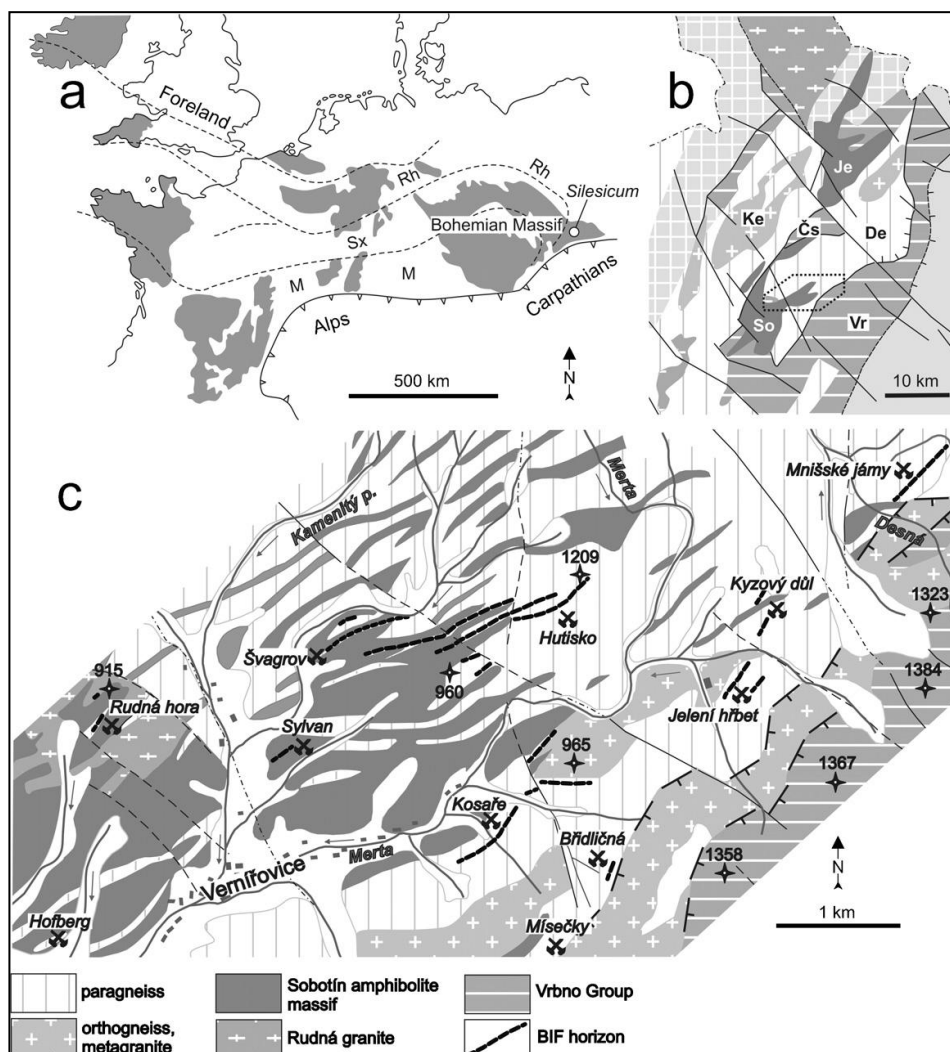 a
Foreland
Rh
Rh
Silesicum
Bohemian Massif
Sx
M
M
Carpathians
Alps
N
500 km
b
Je
Ke
Čs
De
So
Vr
10 km
c
Merta
Mnišské jámy
Kamenitý p.
Desná
1209
Kyzový důl
1323
Hutisko
Švagrov
915
960
1384
Rudná hora
Jelení hřbet
Sylvan
965
1367
Kosaře
Břidličná
Merta
1358
Vernířovice
N
Hofberg
Mísečky
1 km
paragneiss
Sobotín amphibolite
massif
Vrbno Group
orthogneiss,
metagranite
Rudná granite
BIF horizon